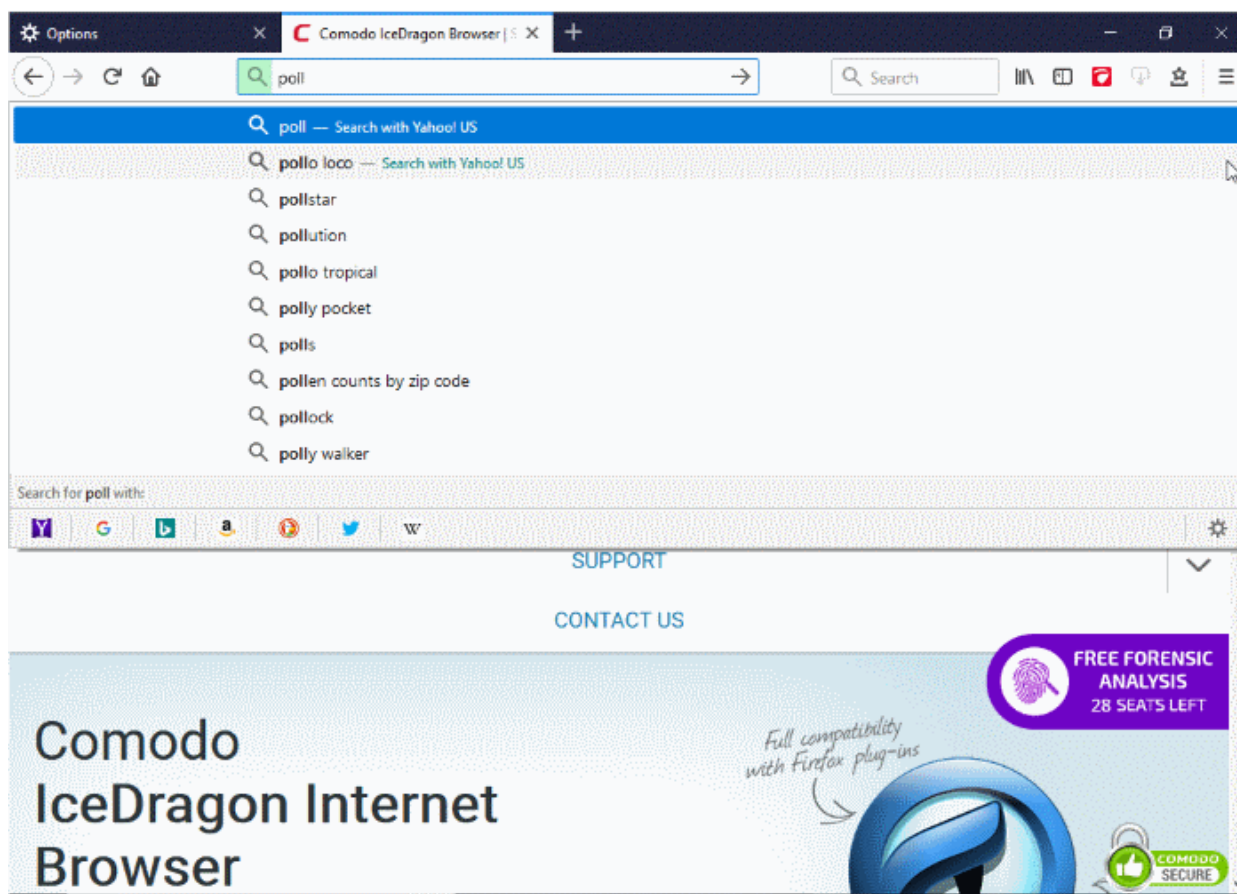 Options
Comodo IceDragon Browser | S
poll
Search
poll — Search with Yahoo! US
pollo loco — Search with Yahoo! US
pollstar
pollution
pollo tropical
polly pocket
polls
pollen counts by zip code
pollock
polly walker
Search for poll with:
SUPPORT
CONTACT US
FREE FORENSIC
ANALYSIS
28 SEATS LEFT
Comodo
IceDragon Internet
Browser
Full compatibility
with Firefox plug-ins
COMODO
SECURE